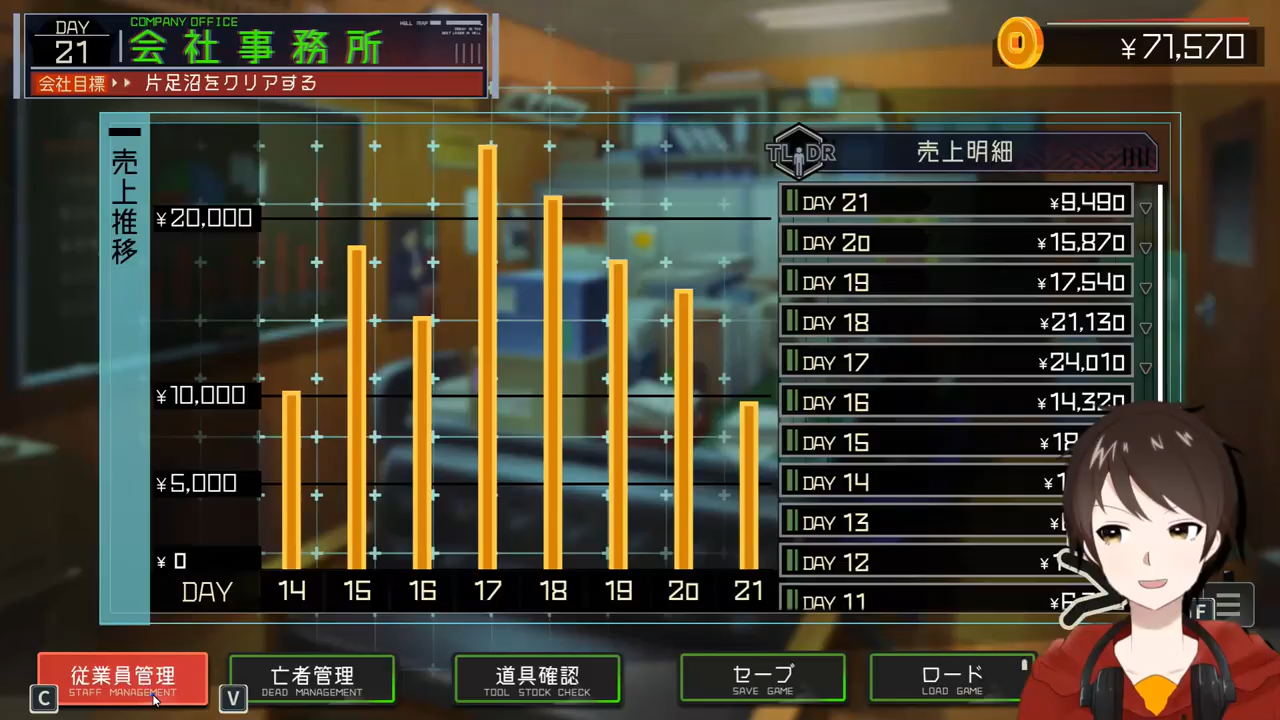 DAY
21
COMPANY OFFICE
会社事務所
会社目標 片足沼をクリアする
¥71,570
売上推移
¥20,000
¥10,000
¥5,000
¥0
DAY 14 15 16 17 18 19 20 21
TL;DR
売上明細
DAY 21 ¥9,490
DAY 20 ¥15,870
DAY 19 ¥17,540
DAY 18 ¥21,130
DAY 17 ¥24,010
DAY 16 ¥14,320
DAY 15 ¥18
DAY 14 ¥
DAY 13 ¥
DAY 12 ¥
DAY 11 ¥
F
C
従業員管理
STAFF MANAGEMENT
V
亡者管理
DEAD MANAGEMENT
道具確認
TOOL STOCK CHECK
セーブ
SAVE GAME
ロード
LOAD GAME